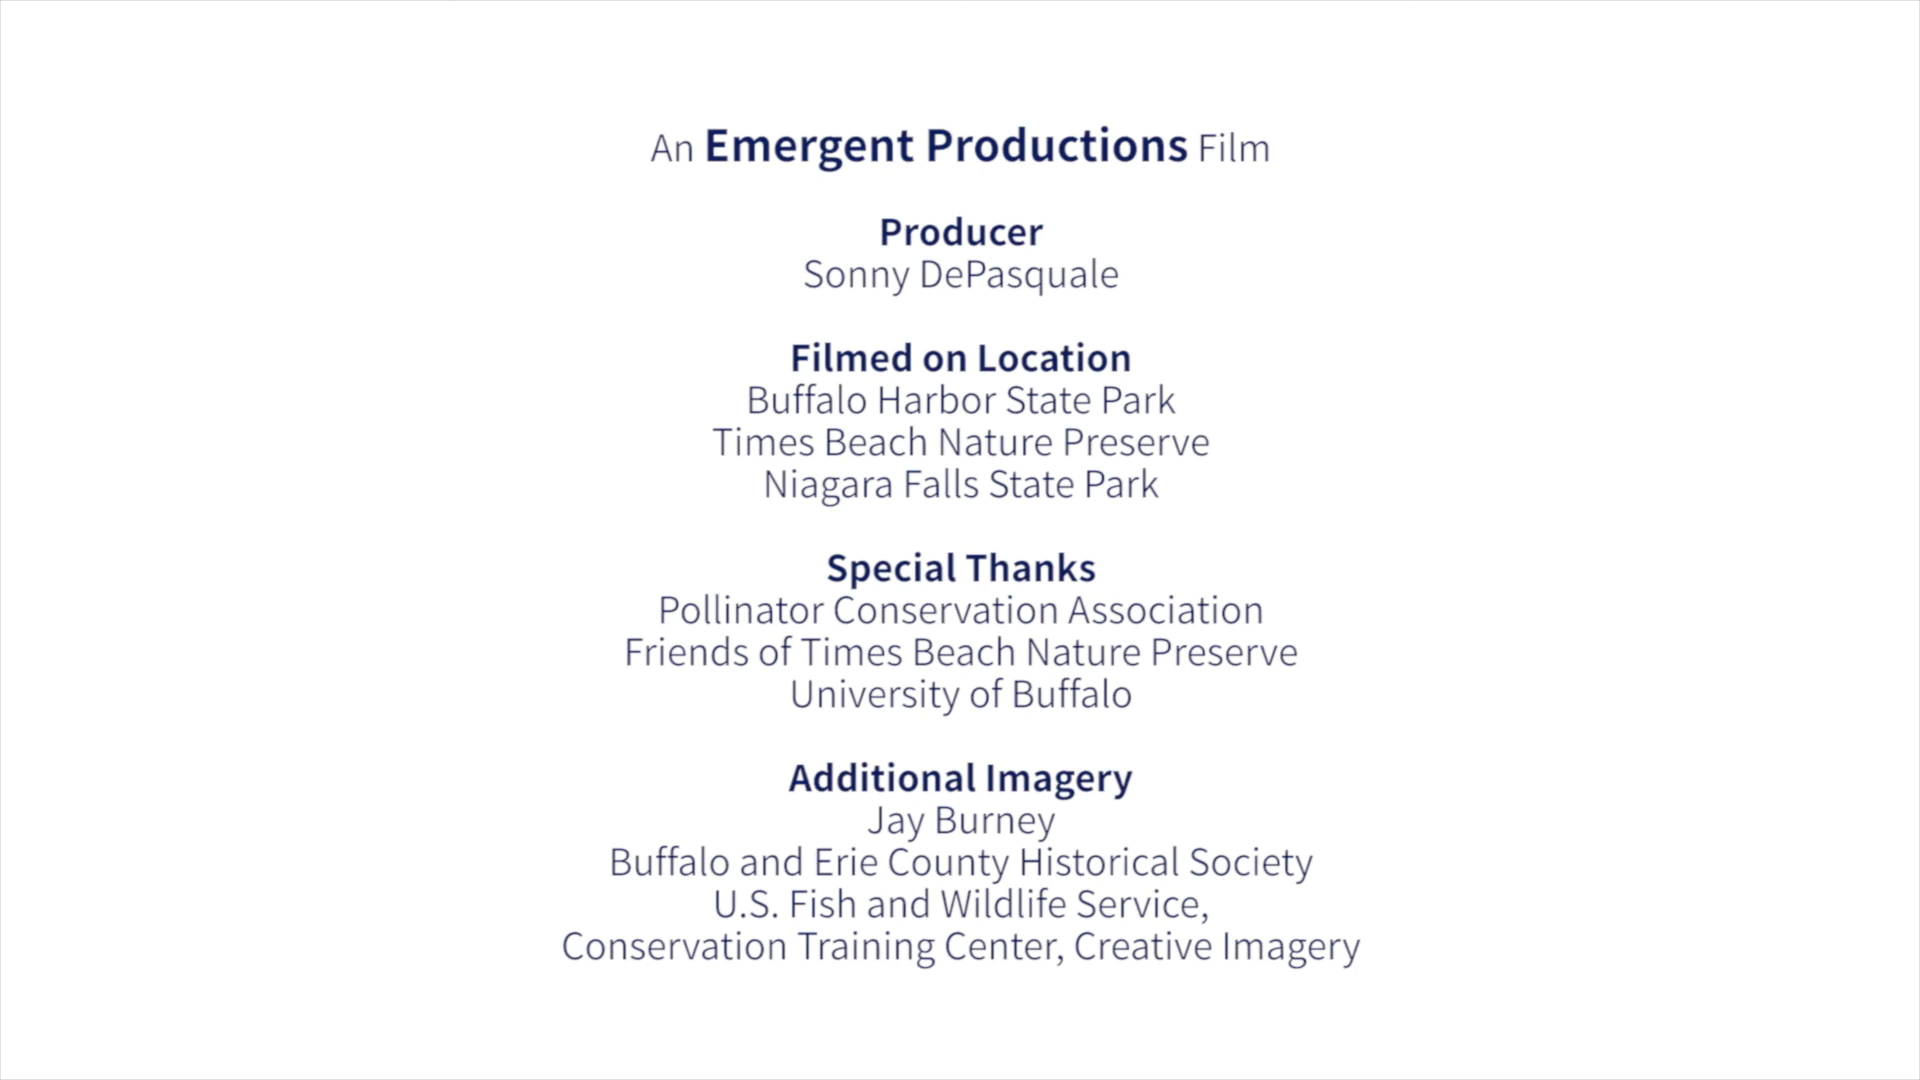 An Emergent Productions Film
Producer
Sonny DePasquale
Filmed on Location
Buffalo Harbor State Park
Times Beach Nature Preserve
Niagara Falls State Park
Special Thanks
Pollinator Conservation Association
Friends of Times Beach Nature Preserve
University of Buffalo
Additional Imagery
Jay Burney
Buffalo and Erie County Historical Society
U.S. Fish and Wildlife Service,
Conservation Training Center, Creative Imagery